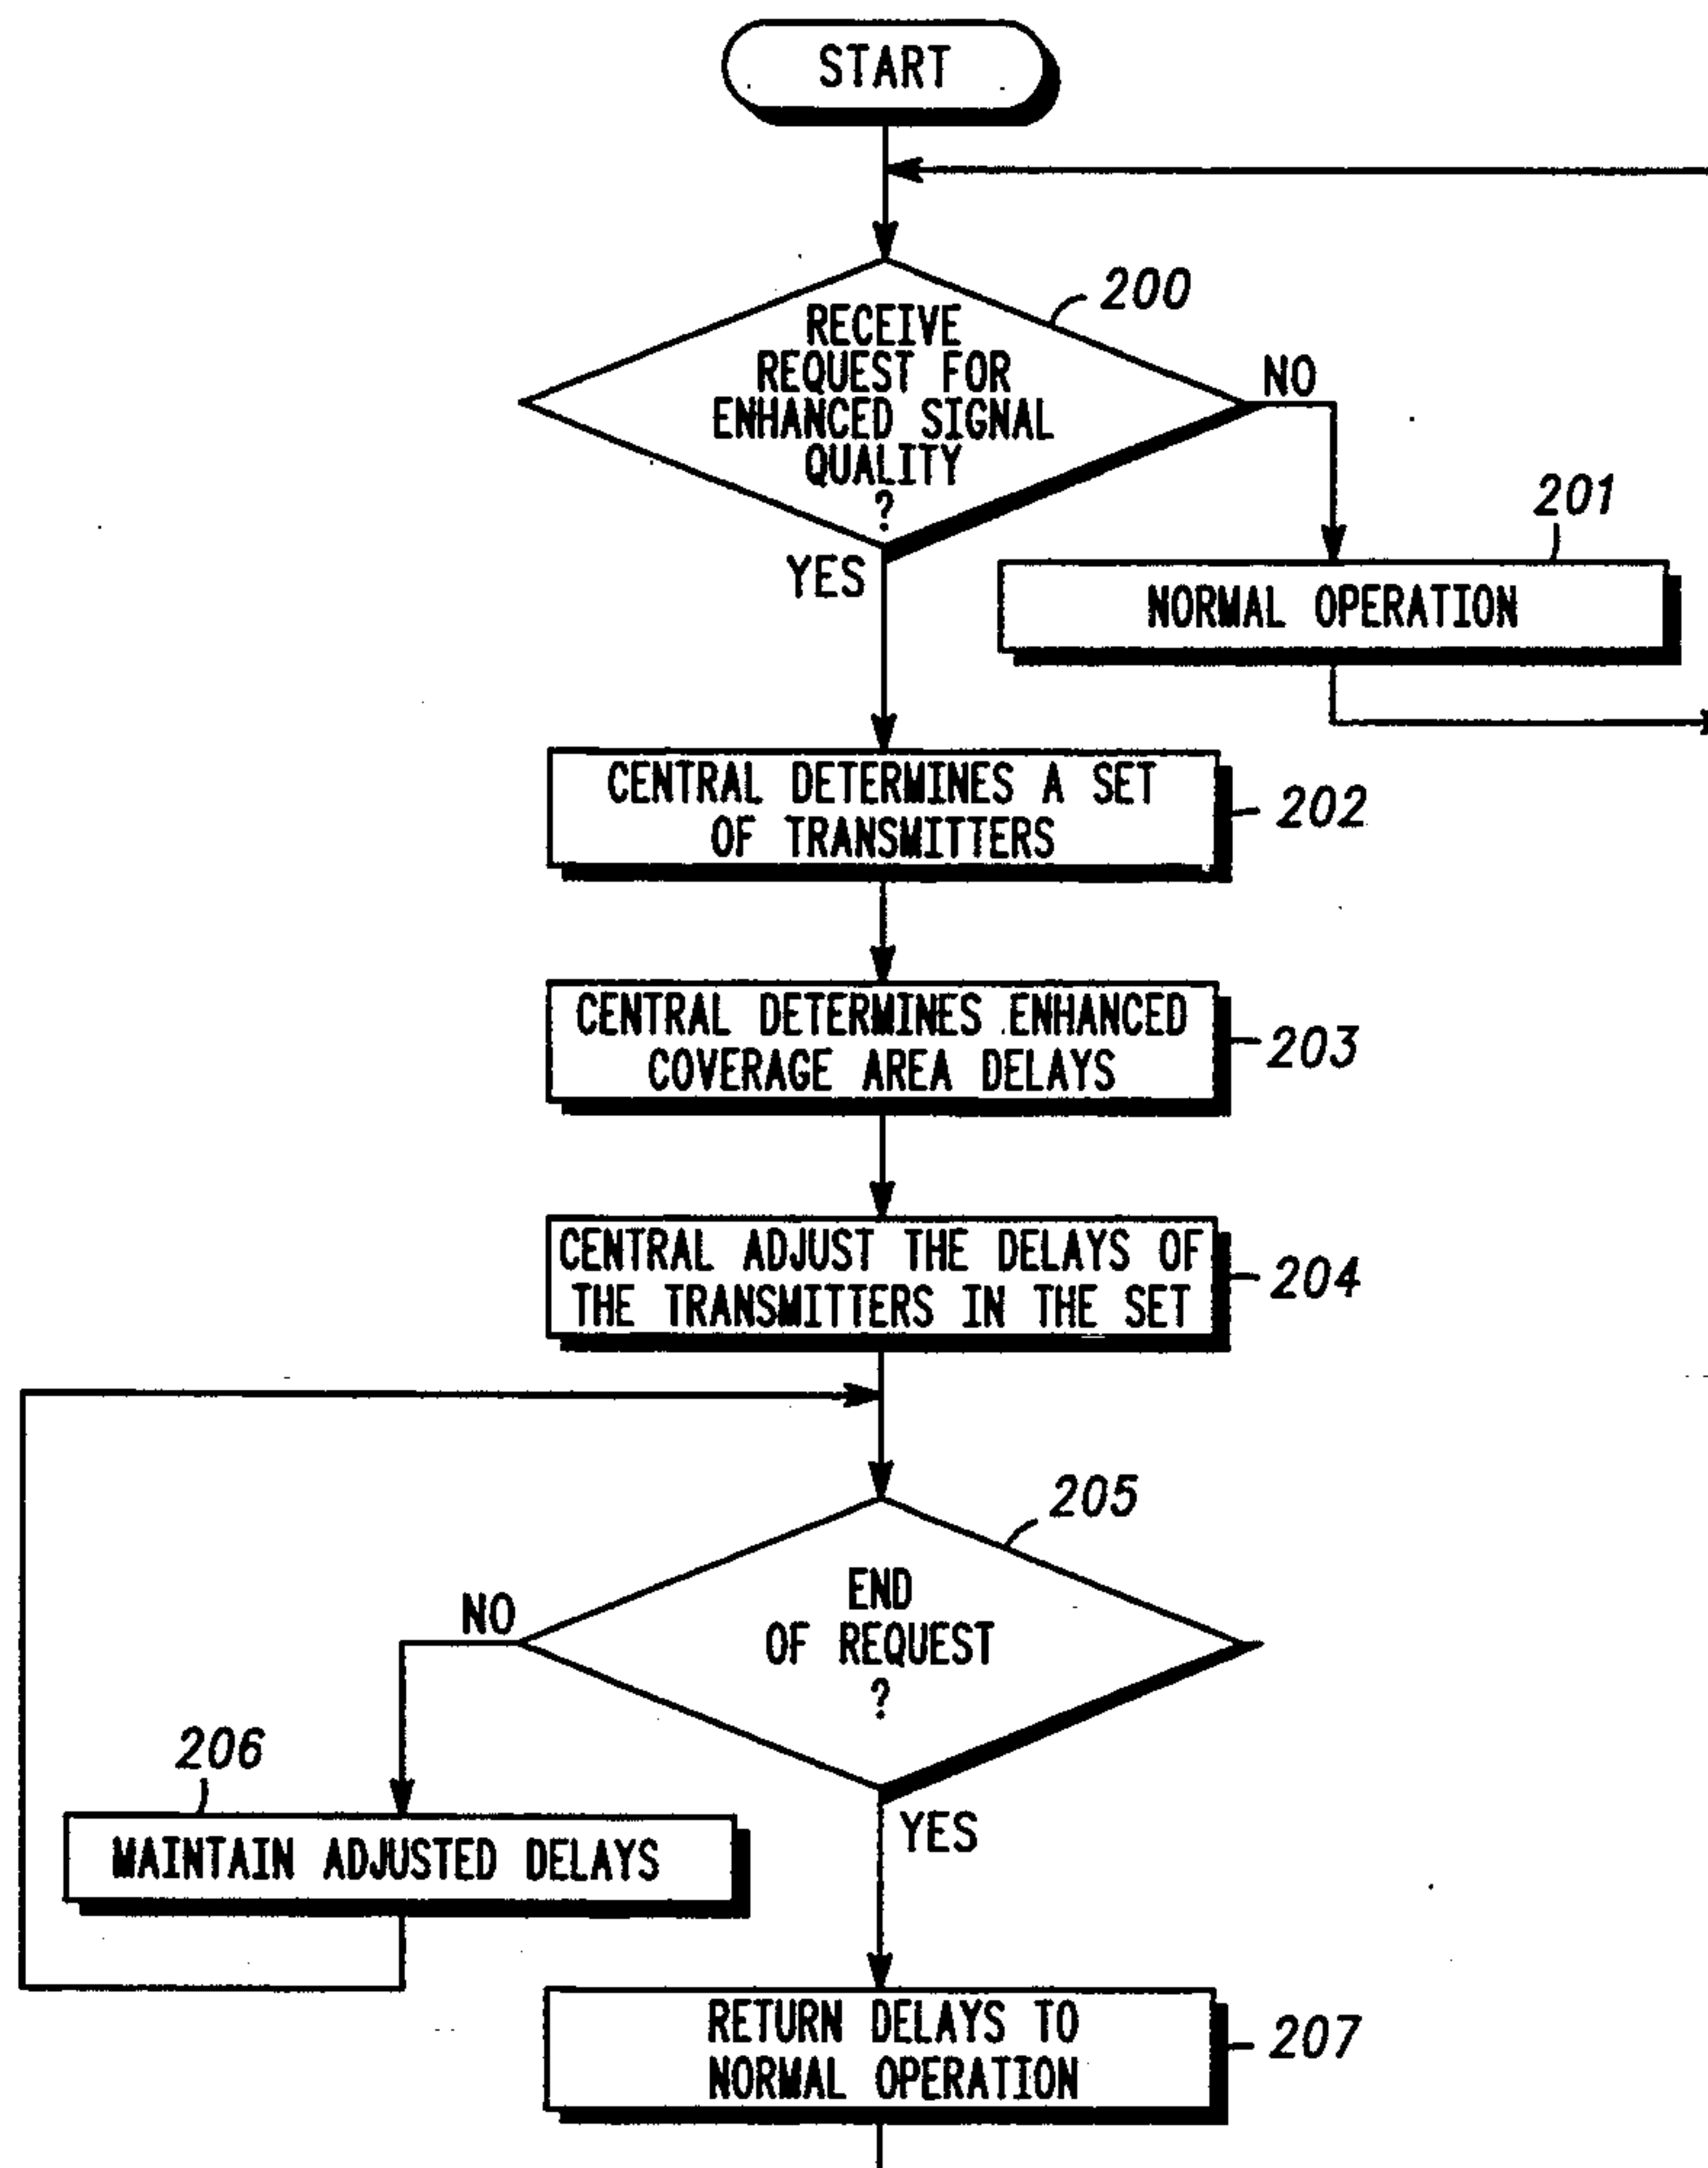 START
RECEIVE
REQUEST FOR
ENHANCED SIGNAL
QUALITY
?
200
NO
YES
201
NORMAL OPERATION
CENTRAL DETERMINES A SET
OF TRANSMITTERS
202
CENTRAL DETERMINES ENHANCED
COVERAGE AREA DELAYS
203
CENTRAL ADJUST THE DELAYS OF
THE TRANSMITTERS IN THE SET
204
205
END
OF REQUEST
?
NO
YES
206
MAINTAIN ADJUSTED DELAYS
RETURN DELAYS TO
NORMAL OPERATION
207